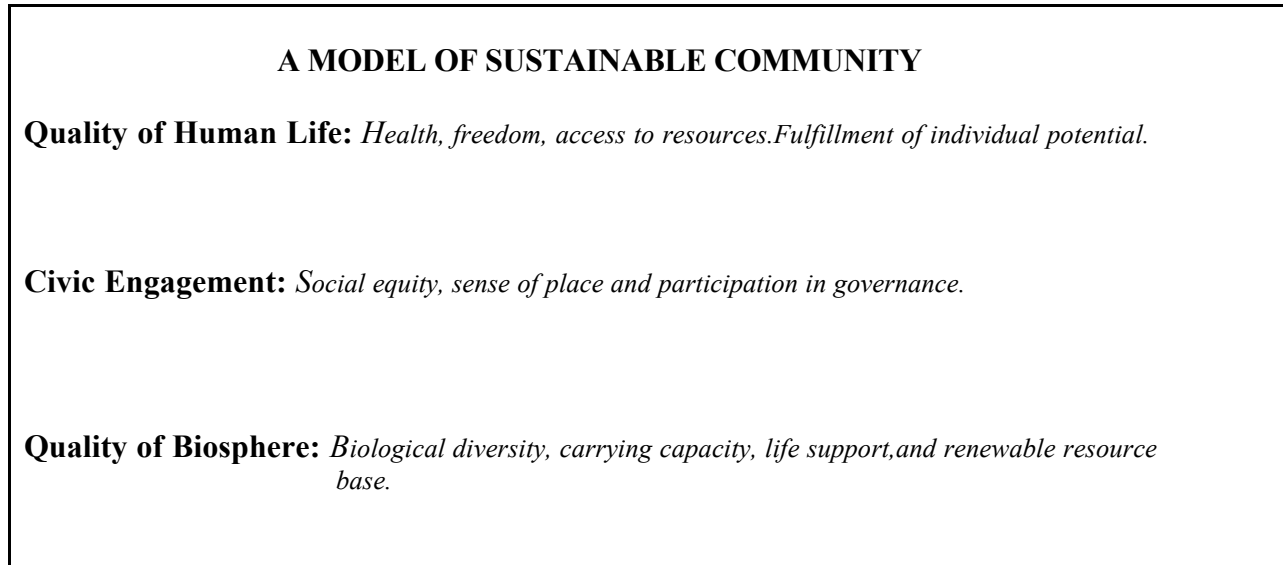 A MODEL OF SUSTAINABLE COMMUNITY
Quality of Human Life: Health, freedom, access to resources.Fulfillment of individual potential.
Civic Engagement: Social equity, sense of place and participation in governance.
Quality of Biosphere: Biological diversity, carrying capacity, life support,and renewable resource
base.